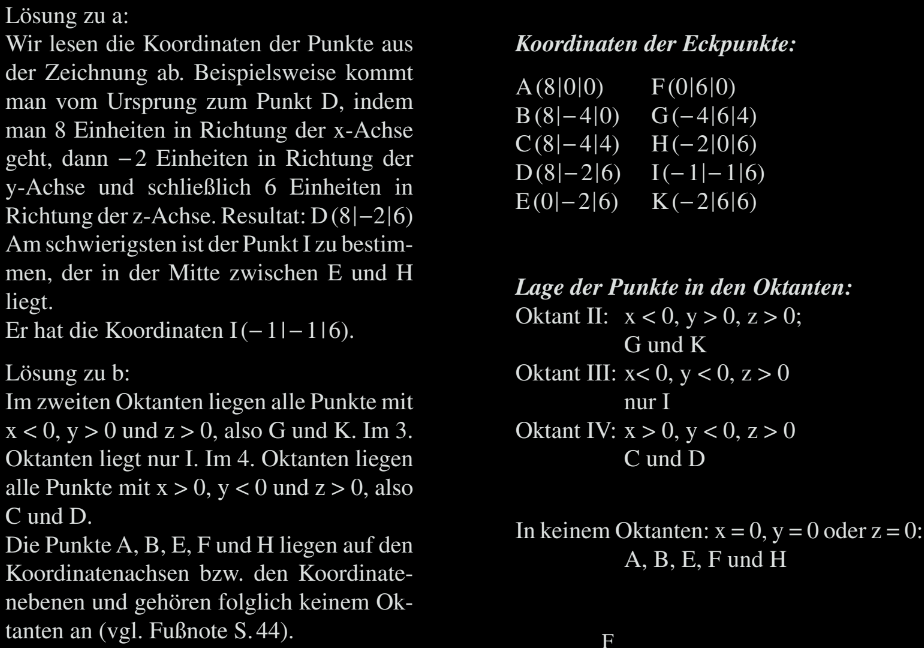 Lösung zu a:
Wir lesen die Koordinaten der Punkte aus
der Zeichnung ab. Beispielsweise kommt
man vom Ursprung zum Punkt D, indem
man 8 Einheiten in Richtung der x-Achse
geht, dann −2 Einheiten in Richtung der
y-Achse und schließlich 6 Einheiten in
Richtung der z-Achse. Resultat: D(8|−2|6)
Am schwierigsten ist der Punkt I zu bestim-
men, der in der Mitte zwischen E und H
liegt.
Er hat die Koordinaten I(−1|−1|6).
Lösung zu b:
Im zweiten Oktanten liegen alle Punkte mit
x < 0, y > 0 und z > 0, also G und K. Im 3.
Oktanten liegt nur I. Im 4. Oktanten liegen
alle Punkte mit x > 0, y < 0 und z > 0, also
C und D.
Die Punkte A, B, E, F und H liegen auf den
Koordinatenachsen bzw. den Koordinate-
nebenen und gehören folglich keinem Ok-
tanten an (vgl. Fußnote S. 44).
Koordinaten der Eckpunkte:
A(8|0|0) F(0|6|0)
B(8|−4|0) G(−4|6|4)
C(8|−4|4) H(−2|0|6)
D(8|−2|6) I(−1|−1|6)
E(0|−2|6) K(−2|6|6)
Lage der Punkte in den Oktanten:
Oktant II: x < 0, y > 0, z > 0;
G und K
Oktant III: x< 0, y < 0, z > 0
nur I
Oktant IV: x > 0, y < 0, z > 0
C und D
In keinem Oktanten: x = 0, y = 0 oder z = 0:
A, B, E, F und H